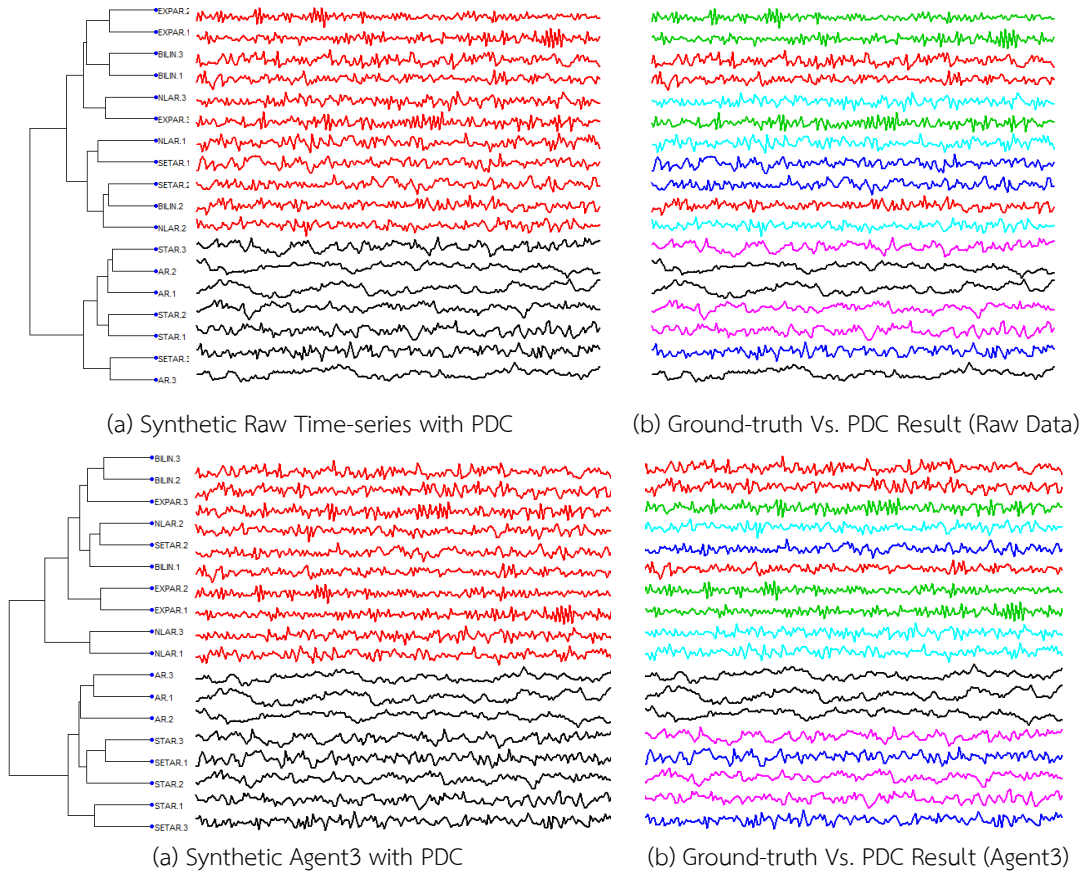 EXPAR.2
EXPAR.1
BILIN.3
BILIN.1
NLAR.3
EXPAR.3
NLAR.1
SETAR.1
SETAR.2
BILIN.2
NLAR.2
STAR.3
AR.2
AR.1
STAR.2
STAR.1
SETAR.3
AR.3
(a) Synthetic Raw Time-series with PDC
(b) Ground-truth Vs. PDC Result (Raw Data)
BILIN.3
BILIN.2
EXPAR.3
NLAR.2
SETAR.2
BILIN.1
EXPAR.2
EXPAR.1
NLAR.3
NLAR.1
AR.3
AR.1
AR.2
STAR.3
SETAR.1
STAR.2
STAR.1
SETAR.3
(a) Synthetic Agent3 with PDC
(b) Ground-truth Vs. PDC Result (Agent3)